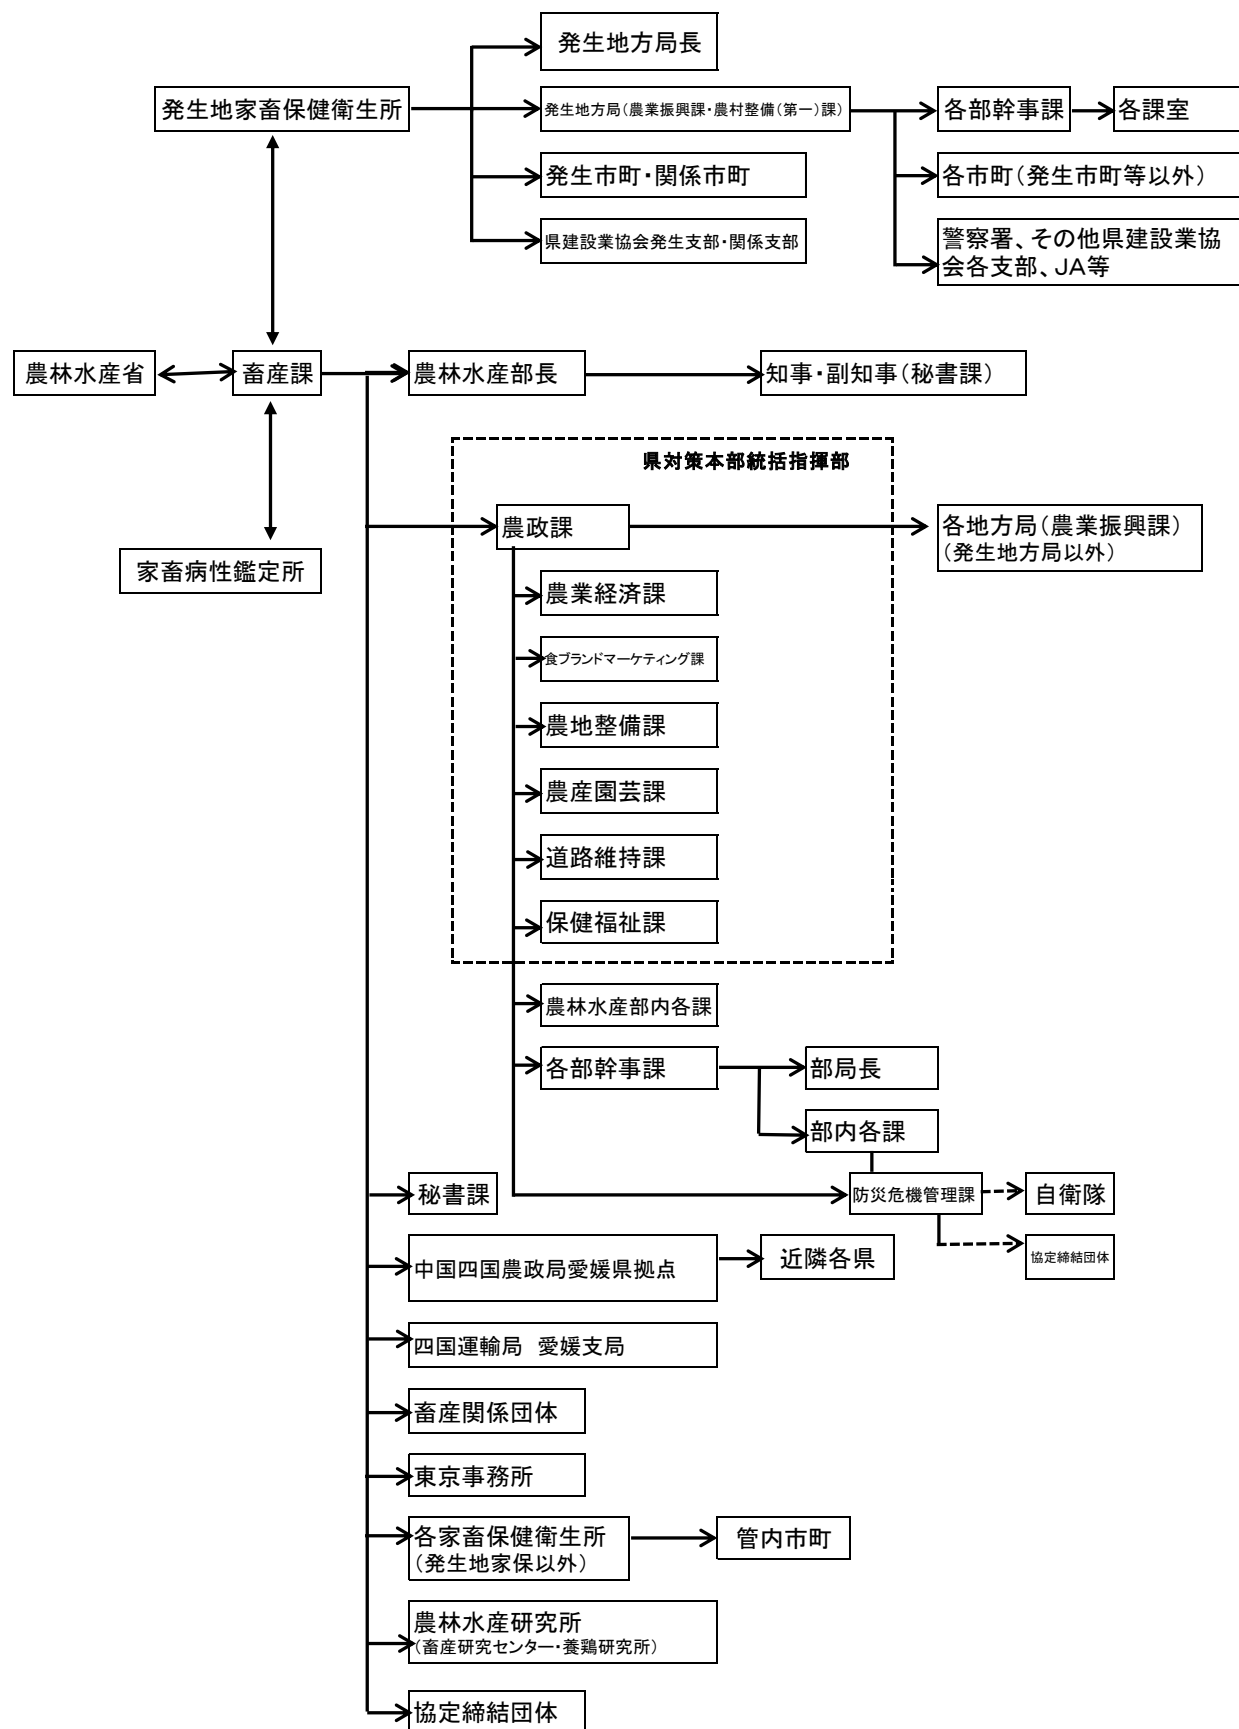 発生地方局長
発生地家畜保健衛生所
発生地方局（農業振興課・農村整備（第一）課）
各部幹事課
各課室
発生市町・関係市町
各市町（発生市町等以外）
県建設業協会発生支部・関係支部
警察署、その他県建設業協
会各支部、JA等
農林水産省
畜産課
農林水産部長
知事・副知事（秘書課）
県対策本部統括指揮部
農政課
各地方局（農業振興課）
（発生地方局以外）
家畜病性鑑定所
農業経済課
食ブランドマーケティング課
農地整備課
農産園芸課
道路維持課
保健福祉課
農林水産部内各課
各部幹事課
部局長
部内各課
秘書課
防災危機管理課
自衛隊
中国四国農政局愛媛県拠点
近隣各県
協定締結団体
四国運輸局　愛媛支局
畜産関係団体
東京事務所
各家畜保健衛生所
（発生地家保以外）
管内市町
農林水産研究所
（畜産研究センター・養鶏研究所）
協定締結団体